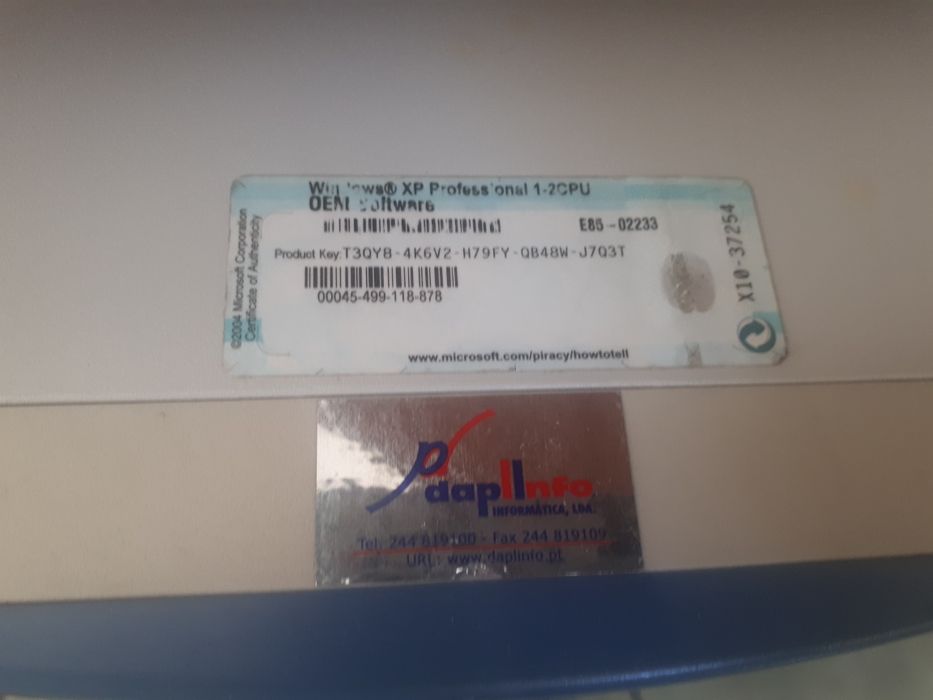 Windows® XP Professional 1-2CPU
OEM Software
E85-02233
Product Key: T3QY8-4K6V2-H79FY-QB48W-J7Q3T
00045-499-118-878
www.microsoft.com/piracy/howtotell
©2004 Microsoft Corporation
Certificate of Authenticity
X10-37254
daplInfo
INFORMÁTICA, LDA.
Tel. 244 819100 - Fax 244 819109
URL: www.daplinfo.pt